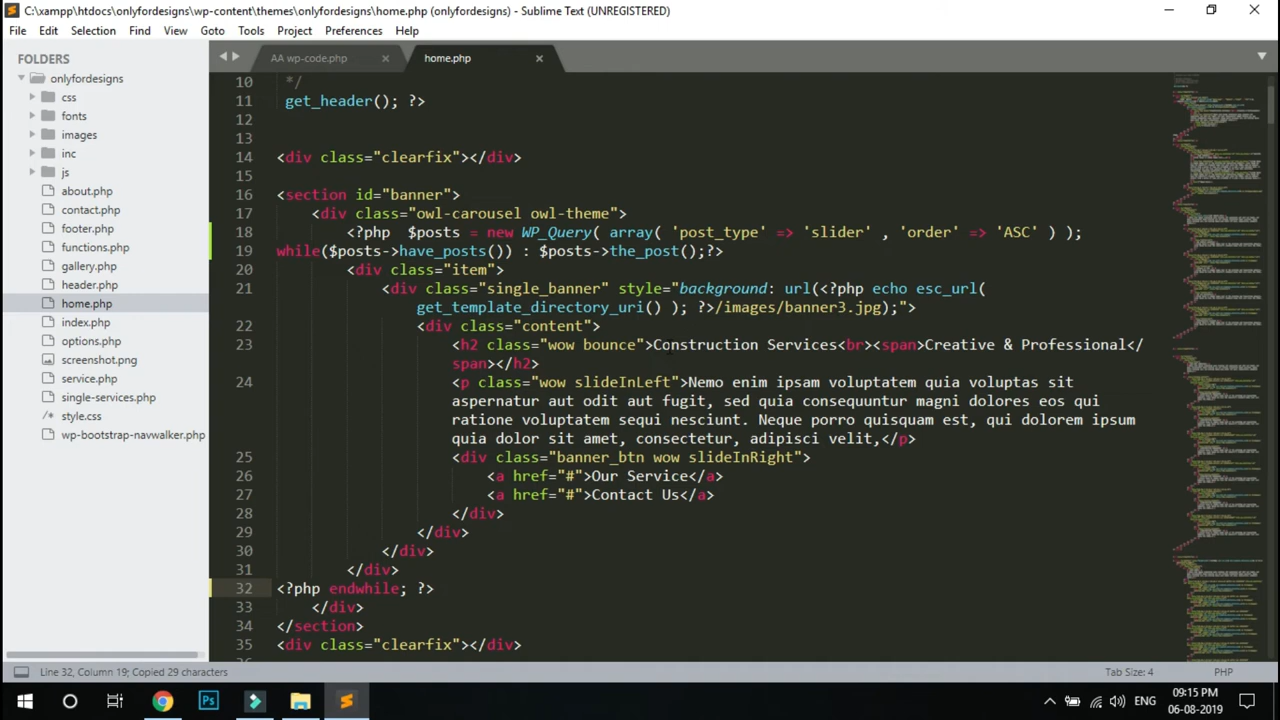 C:\xampp\htdocs\onlyfordesigns\wp-content\themes\onlyfordesigns\home.php (onlyfordesigns) - Sublime Text (UNREGISTERED)
File Edit Selection Find View Goto Tools Project Preferences Help
FOLDERS
onlyfordesigns
css
fonts
images
inc
js
about.php
contact.php
footer.php
functions.php
gallery.php
header.php
home.php
index.php
options.php
screenshot.png
service.php
single-services.php
style.css
wp-bootstrap-navwalker.php
AA wp-code.php
home.php
10 */
11 get_header(); ?>
12
13
14 <div class="clearfix"></div>
15
16 <section id="banner">
17 <div class="owl-carousel owl-theme">
18 <?php $posts = new WP_Query( array( 'post_type' => 'slider' , 'order' => 'ASC' ) );
19 while($posts->have_posts()) : $posts->the_post();?>
20 <div class="item">
21 <div class="single_banner" style="background: url(<?php echo esc_url(
get_template_directory_uri() ); ?>/images/banner3.jpg);">
22 <div class="content">
23 <h2 class="wow bounce">Construction Services<br><span>Creative & Professional</
span></h2>
24 <p class="wow slideInLeft">Nemo enim ipsam voluptatem quia voluptas sit
aspernatur aut odit aut fugit, sed quia consequuntur magni dolores eos qui
ratione voluptatem sequi nesciunt. Neque porro quisquam est, qui dolorem ipsum
quia dolor sit amet, consectetur, adipisci velit,</p>
25 <div class="banner_btn wow slideInRight">
26 <a href="#">Our Service</a>
27 <a href="#">Contact Us</a>
28 </div>
29 </div>
30 </div>
31 </div>
32 <?php endwhile; ?>
33 </div>
34 </section>
35 <div class="clearfix"></div>
Line 32, Column 19; Copied 29 characters
Tab Size: 4
PHP
Ps
ENG
09:15 PM
06-08-2019